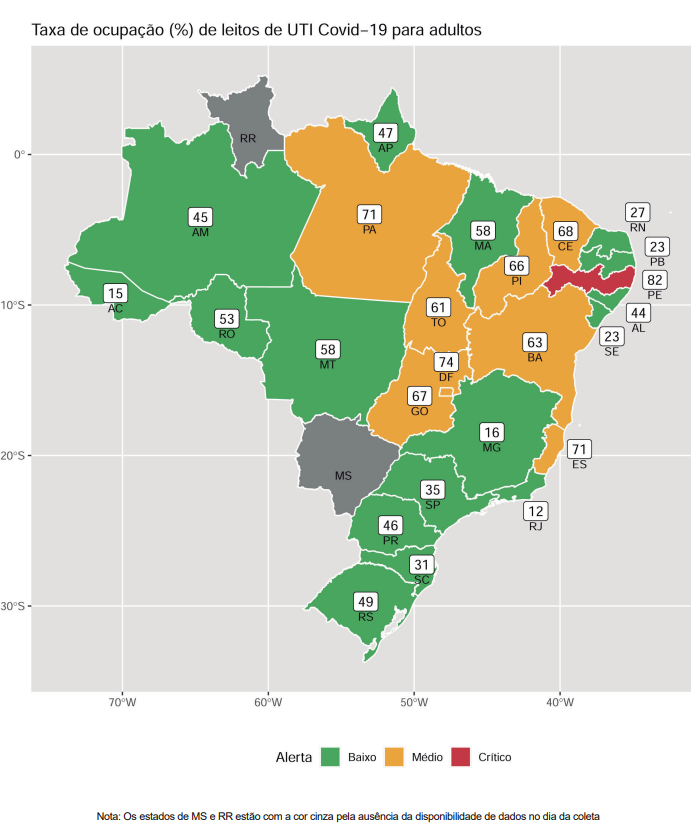 Taxa de ocupação (%) de leitos de UTI Covid−19 para adultos
RR
47
AP
0°
27
RN
45
AM
71
PA
58
MA
68
CE
23
PB
66
PI
82
PE
15
AC
10°S
61
TO
44
AL
53
RO
23
SE
58
MT
63
BA
74
DF
67
GO
16
MG
20°S
71
ES
MS
35
SP
12
RJ
46
PR
31
SC
49
RS
30°S
70°W
60°W
50°W
40°W
Alerta
Baixo
Médio
Crítico
Nota: Os estados de MS e RR estão com a cor cinza pela ausência da disponibilidade de dados no dia da coleta